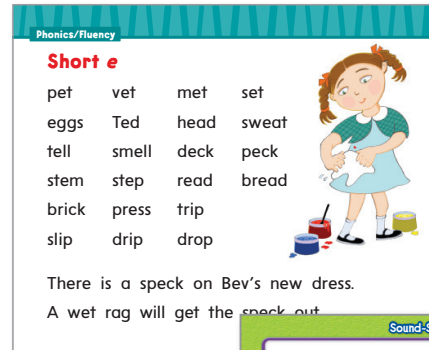 Phonics/Fluency
Short e
pet vet met set
eggs Ted head sweat
tell smell deck peck
stem step read bread
brick press trip
slip drip drop
There is a speck on Bev's new dress.
A wet rag will get the speck out
Sound-S